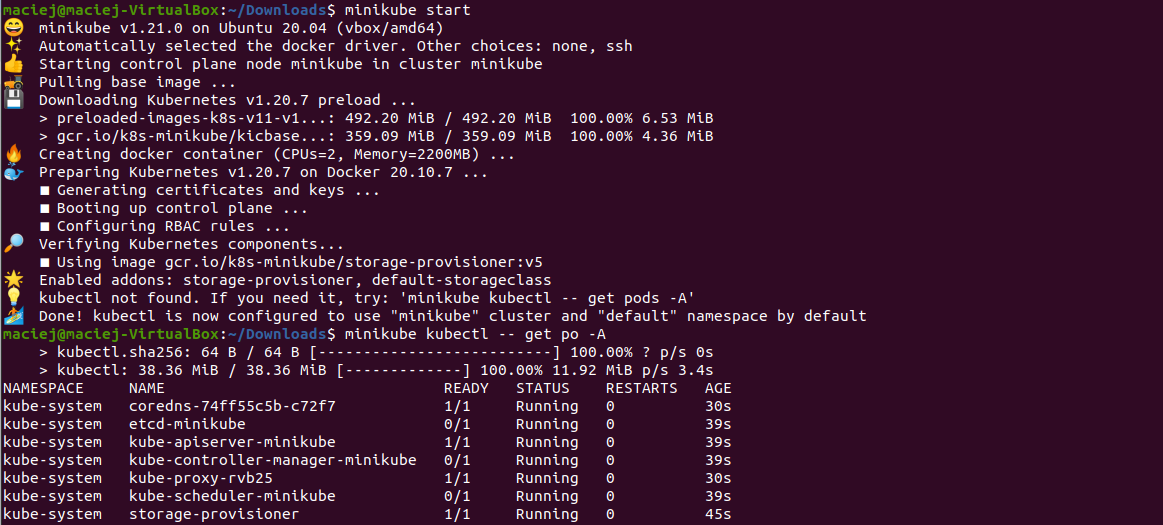 maciej@maciej-VirtualBox:~/Downloads$ minikube start
😄 minikube v1.21.0 on Ubuntu 20.04 (vbox/amd64)
✨ Automatically selected the docker driver. Other choices: none, ssh
👍 Starting control plane node minikube in cluster minikube
🚜 Pulling base image ...
💾 Downloading Kubernetes v1.20.7 preload ...
> preloaded-images-k8s-v11-v1...: 492.20 MiB / 492.20 MiB 100.00% 6.53 MiB
> gcr.io/k8s-minikube/kicbase...: 359.09 MiB / 359.09 MiB 100.00% 4.36 MiB
🔥 Creating docker container (CPUs=2, Memory=2200MB) ...
🐳 Preparing Kubernetes v1.20.7 on Docker 20.10.7 ...
■ Generating certificates and keys ...
■ Booting up control plane ...
■ Configuring RBAC rules ...
🔎 Verifying Kubernetes components...
■ Using image gcr.io/k8s-minikube/storage-provisioner:v5
🌟 Enabled addons: storage-provisioner, default-storageclass
💡 kubectl not found. If you need it, try: 'minikube kubectl -- get pods -A'
🏄 Done! kubectl is now configured to use "minikube" cluster and "default" namespace by default
maciej@maciej-VirtualBox:~/Downloads$ minikube kubectl -- get po -A
> kubectl.sha256: 64 B / 64 B [--------------------------] 100.00% ? p/s 0s
> kubectl: 38.36 MiB / 38.36 MiB [-------------] 100.00% 11.92 MiB p/s 3.4s
NAMESPACE NAME READY STATUS RESTARTS AGE
kube-system coredns-74ff55c5b-c72f7 1/1 Running 0 30s
kube-system etcd-minikube 0/1 Running 0 39s
kube-system kube-apiserver-minikube 1/1 Running 0 39s
kube-system kube-controller-manager-minikube 0/1 Running 0 39s
kube-system kube-proxy-rvb25 1/1 Running 0 30s
kube-system kube-scheduler-minikube 0/1 Running 0 39s
kube-system storage-provisioner 1/1 Running 0 45s